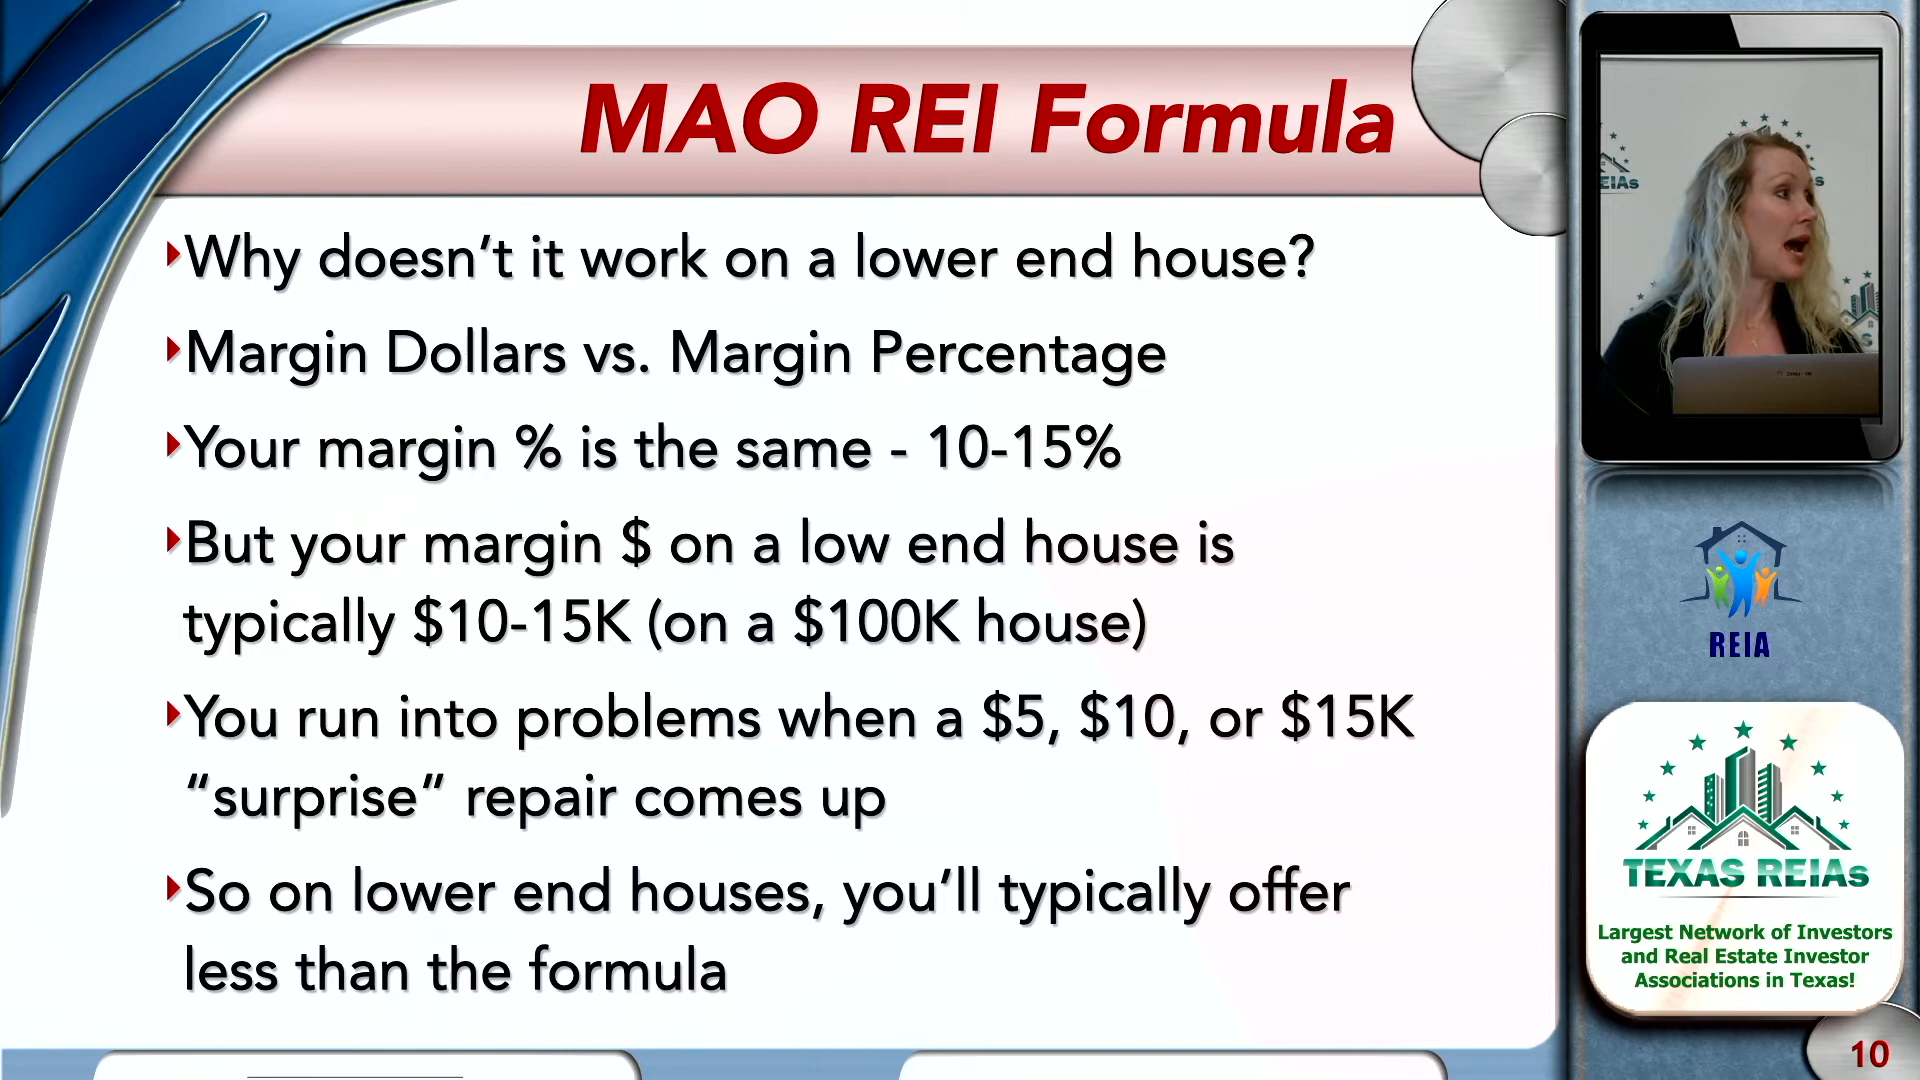 MAO REI Formula
Why doesn’t it work on a lower end house?
Margin Dollars vs. Margin Percentage
Your margin % is the same - 10-15%
But your margin $ on a low end house is
typically $10-15K (on a $100K house)
You run into problems when a $5, $10, or $15K
“surprise” repair comes up
So on lower end houses, you’ll typically offer
less than the formula
EIAs
REIA
TEXAS REIAs
Largest Network of Investors
and Real Estate Investor
Associations in Texas!
10